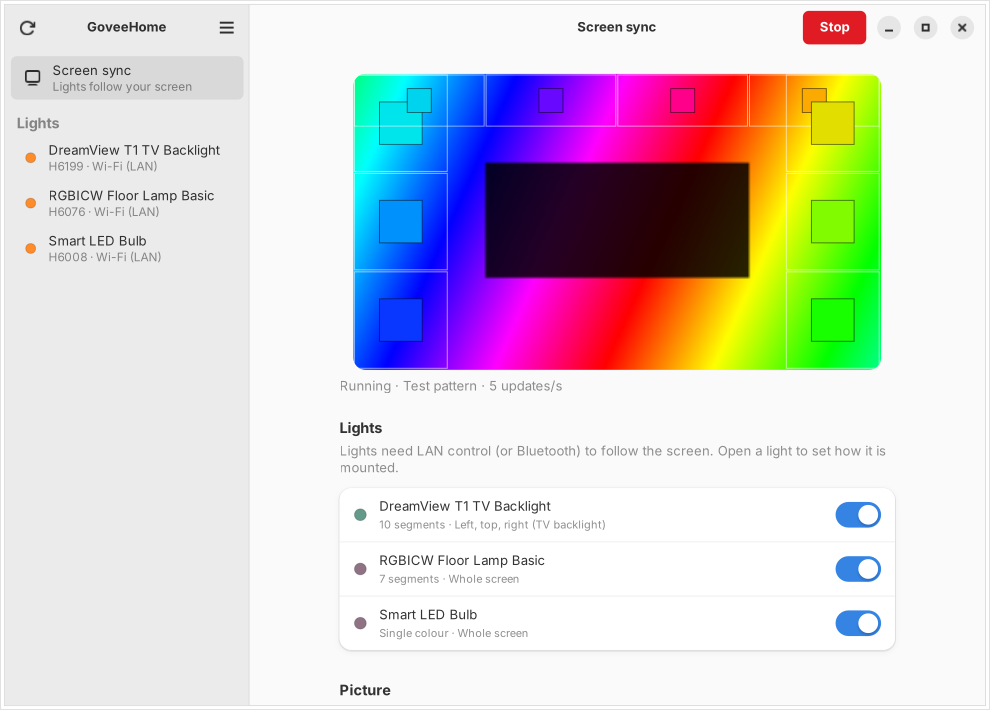 GoveeHome
Screen sync
Lights follow your screen
Lights
DreamView T1 TV Backlight
H6199 · Wi-Fi (LAN)
RGBICW Floor Lamp Basic
H6076 · Wi-Fi (LAN)
Smart LED Bulb
H6008 · Wi-Fi (LAN)
Screen sync
Stop
Running · Test pattern · 5 updates/s
Lights
Lights need LAN control (or Bluetooth) to follow the screen. Open a light to set how it is
mounted.
DreamView T1 TV Backlight
10 segments · Left, top, right (TV backlight)
RGBICW Floor Lamp Basic
7 segments · Whole screen
Smart LED Bulb
Single colour · Whole screen
Picture